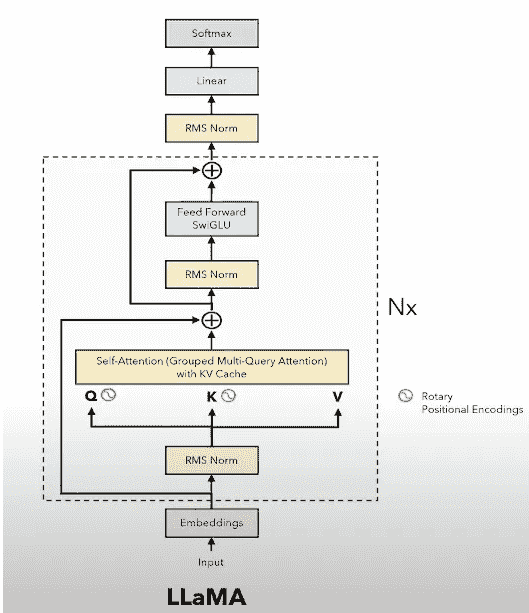 Softmax
Linear
RMS Norm
Feed Forward
SwiGLU
RMS Norm
Nx
Self-Attention (Grouped Multi-Query Attention)
with KV Cache
Q K V
Rotary
Positional Encodings
RMS Norm
Embeddings
Input
LLaMA